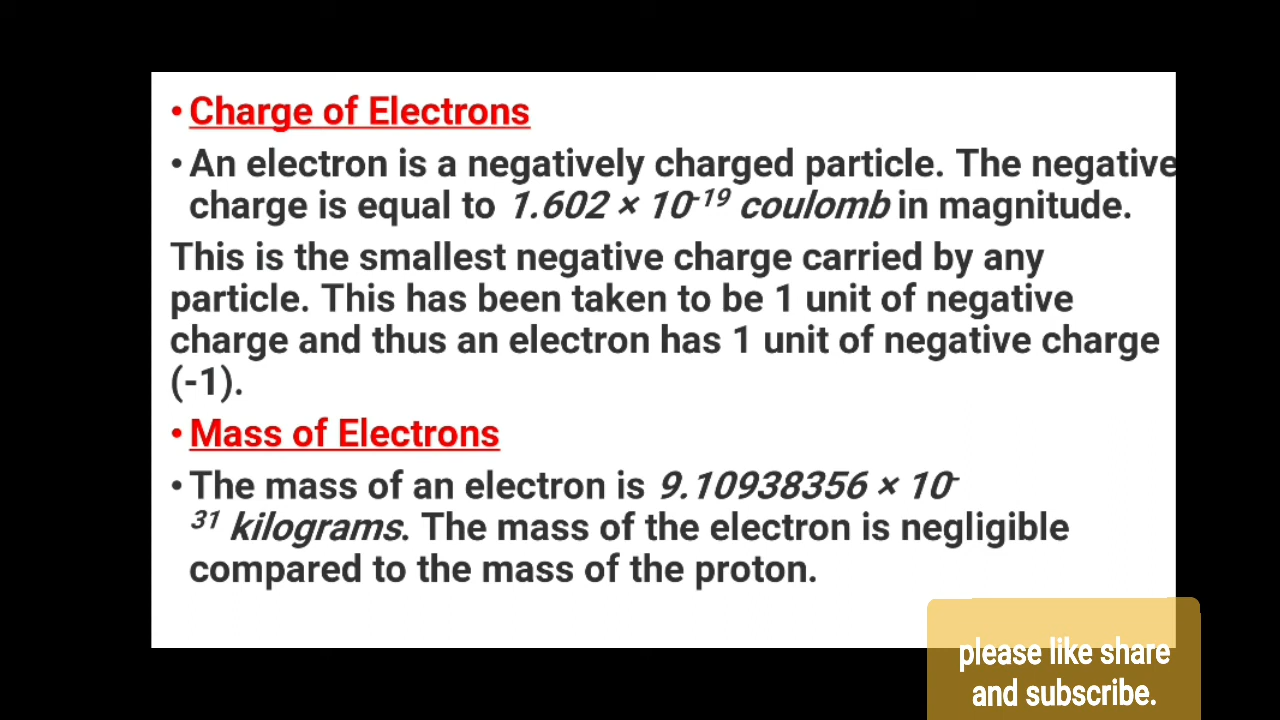 • Charge of Electrons
• An electron is a negatively charged particle. The negative
charge is equal to 1.602 × 10⁻¹⁹ coulomb in magnitude.
This is the smallest negative charge carried by any
particle. This has been taken to be 1 unit of negative
charge and thus an electron has 1 unit of negative charge
(-1).
• Mass of Electrons
• The mass of an electron is 9.10938356 × 10⁻
³¹ kilograms. The mass of the electron is negligible
compared to the mass of the proton.
please like share
and subscribe.